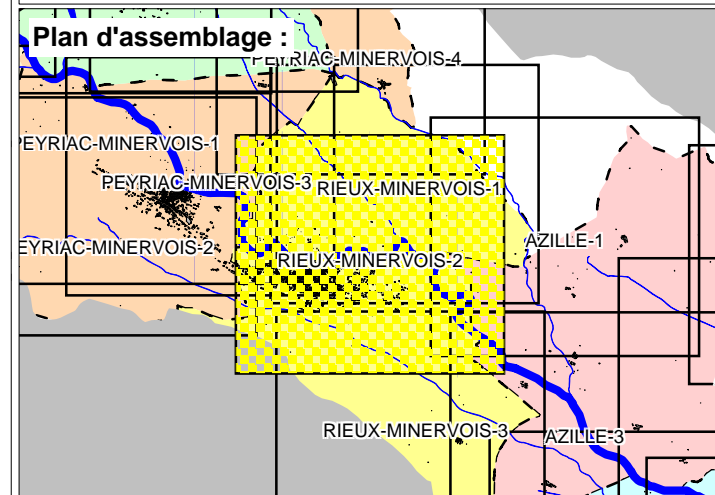 Plan d'assemblage :
PEYRIAC-MINERVOIS-4
PEYRIAC-MINERVOIS-1
PEYRIAC-MINERVOIS-3
RIEUX-MINERVOIS-1
EYRIAC-MINERVOIS-2
RIEUX-MINERVOIS-2
AZILLE-1
RIEUX-MINERVOIS-3
AZILLE-3